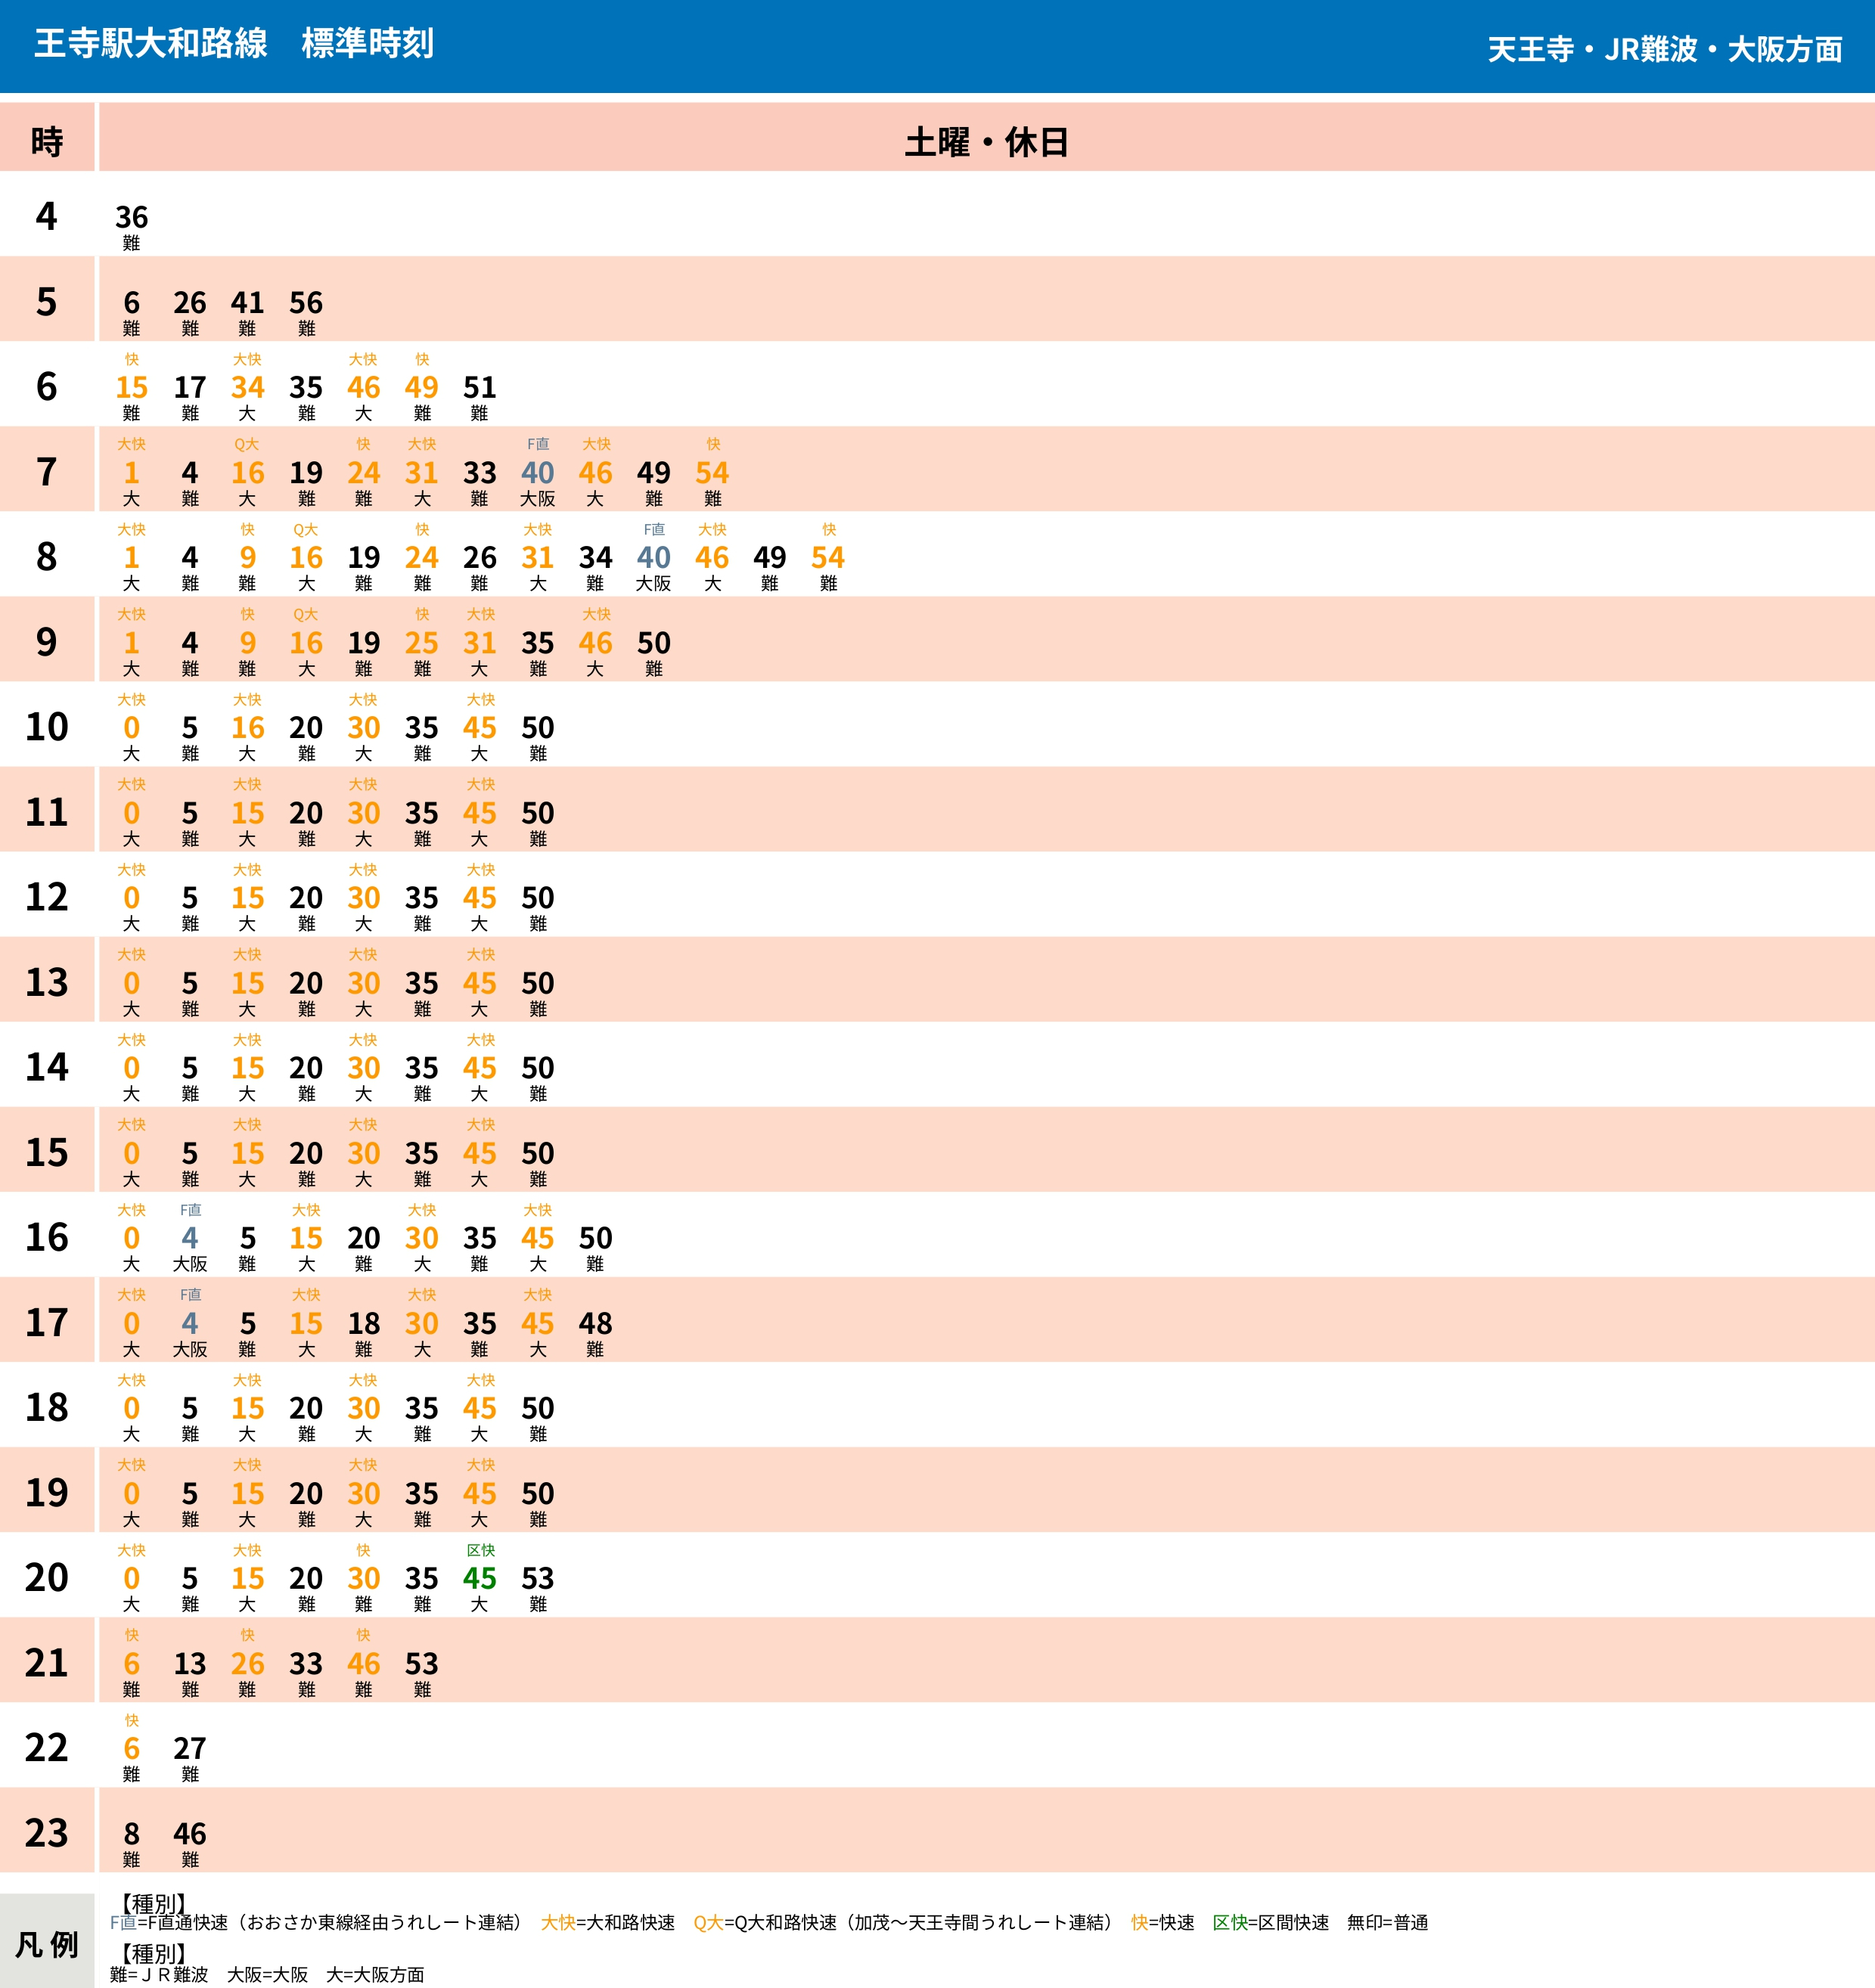 王寺駅大和路線　標準時刻
天王寺・JR難波・大阪方面
時 土曜・休日
4
36
難
5
6 26 41 56
難 難 難 難
快 大快 大快 快
6
15 17 34 35 46 49 51
難 難 大 難 大 難 難
大快 Q大 快 大快 F直 大快 快
7
1 4 16 19 24 31 33 40 46 49 54
大 難 大 難 難 大 難 大阪 大 難 難
大快 快 Q大 快 大快 F直 大快 快
8
1 4 9 16 19 24 26 31 34 40 46 49 54
大 難 難 大 難 難 難 大 難 大阪 大 難 難
大快 快 Q大 快 大快 大快
9
1 4 9 16 19 25 31 35 46 50
大 難 難 大 難 難 大 難 大 難
大快 大快 大快 大快
10
0 5 16 20 30 35 45 50
大 難 大 難 大 難 大 難
大快 大快 大快 大快
11
0 5 15 20 30 35 45 50
大 難 大 難 大 難 大 難
大快 大快 大快 大快
12
0 5 15 20 30 35 45 50
大 難 大 難 大 難 大 難
大快 大快 大快 大快
13
0 5 15 20 30 35 45 50
大 難 大 難 大 難 大 難
大快 大快 大快 大快
14
0 5 15 20 30 35 45 50
大 難 大 難 大 難 大 難
大快 大快 大快 大快
15
0 5 15 20 30 35 45 50
大 難 大 難 大 難 大 難
大快 F直 大快 大快 大快
16
0 4 5 15 20 30 35 45 50
大 大阪 難 大 難 大 難 大 難
大快 F直 大快 大快 大快
17
0 4 5 15 18 30 35 45 48
大 大阪 難 大 難 大 難 大 難
大快 大快 大快 大快
18
0 5 15 20 30 35 45 50
大 難 大 難 大 難 大 難
大快 大快 大快 大快
19
0 5 15 20 30 35 45 50
大 難 大 難 大 難 大 難
大快 大快 快 区快
20
0 5 15 20 30 35 45 53
大 難 大 難 難 難 大 難
快 快 快
21
6 13 26 33 46 53
難 難 難 難 難 難
快
22
6 27
難 難
23
8 46
難 難
凡例
【種別】
F直=F直通快速（おおさか東線経由うれしート連結）　大快=大和路快速　Q大=Q大和路快速（加茂～天王寺間うれしート連結）　快=快速　区快=区間快速　無印=普通
【種別】
難=ＪＲ難波　大阪=大阪　大=大阪方面